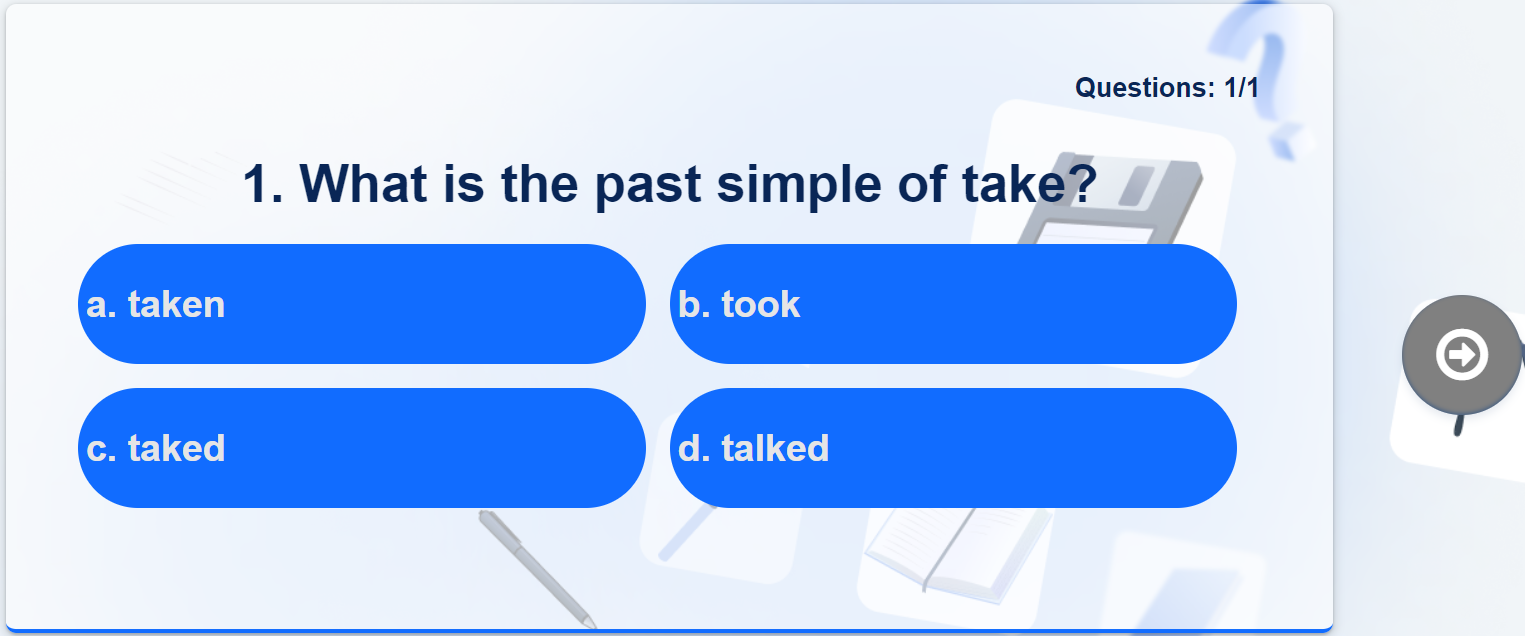 Questions: 1/1
1. What is the past simple of take?
a. taken
b. took
c. taked
d. talked